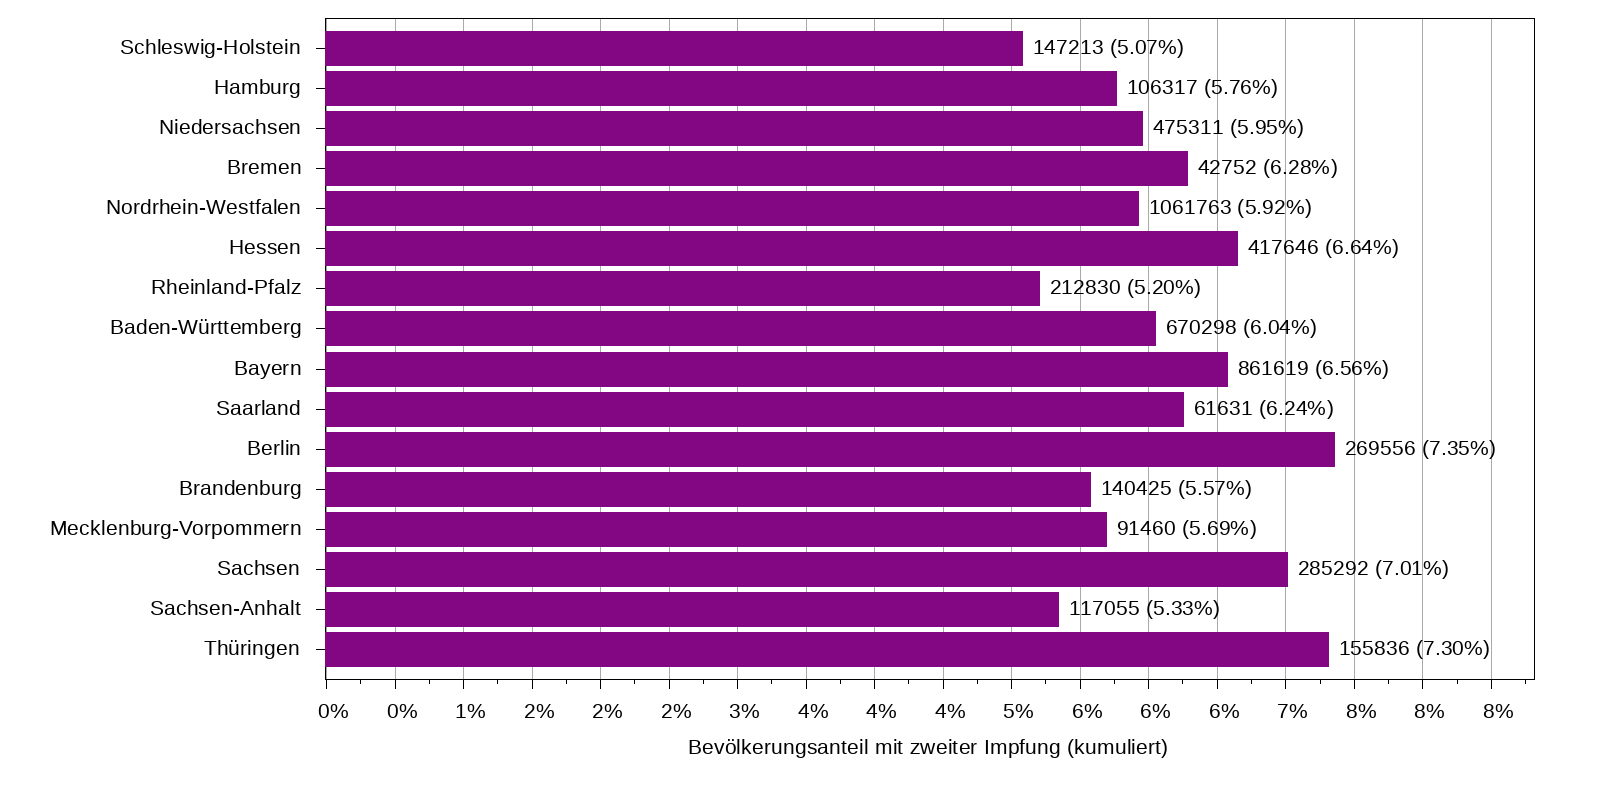 Schleswig-Holstein 147213 (5.07%)
Hamburg 106317 (5.76%)
Niedersachsen 475311 (5.95%)
Bremen 42752 (6.28%)
Nordrhein-Westfalen 1061763 (5.92%)
Hessen 417646 (6.64%)
Rheinland-Pfalz 212830 (5.20%)
Baden-Württemberg 670298 (6.04%)
Bayern 861619 (6.56%)
Saarland 61631 (6.24%)
Berlin 269556 (7.35%)
Brandenburg 140425 (5.57%)
Mecklenburg-Vorpommern 91460 (5.69%)
Sachsen 285292 (7.01%)
Sachsen-Anhalt 117055 (5.33%)
Thüringen 155836 (7.30%)
0% 0% 1% 2% 2% 2% 3% 4% 4% 4% 5% 6% 6% 6% 7% 8% 8% 8%
Bevölkerungsanteil mit zweiter Impfung (kumuliert)